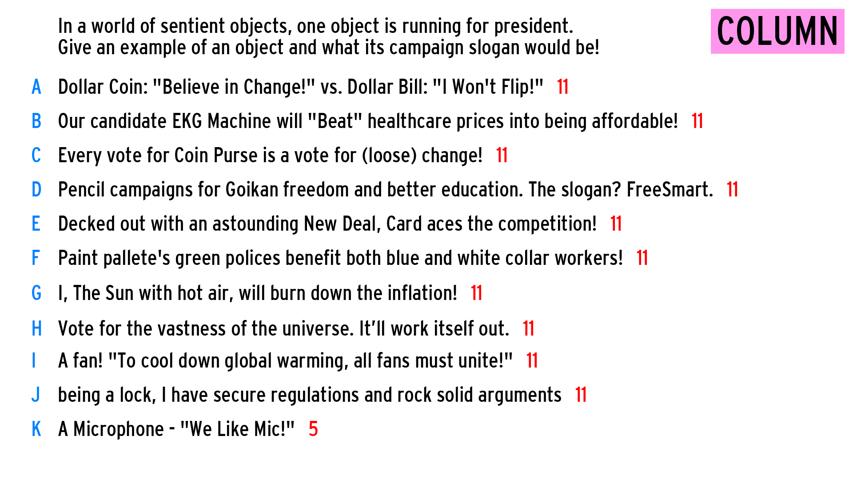 In a world of sentient objects, one object is running for president.
Give an example of an object and what its campaign slogan would be!
COLUMN
A Dollar Coin: "Believe in Change!" vs. Dollar Bill: "I Won't Flip!" 11
B Our candidate EKG Machine will "Beat" healthcare prices into being affordable! 11
C Every vote for Coin Purse is a vote for (loose) change! 11
D Pencil campaigns for Goikan freedom and better education. The slogan? FreeSmart. 11
E Decked out with an astounding New Deal, Card aces the competition! 11
F Paint pallete's green polices benefit both blue and white collar workers! 11
G I, The Sun with hot air, will burn down the inflation! 11
H Vote for the vastness of the universe. It’ll work itself out. 11
I A fan! "To cool down global warming, all fans must unite!" 11
J being a lock, I have secure regulations and rock solid arguments 11
K A Microphone - "We Like Mic!" 5